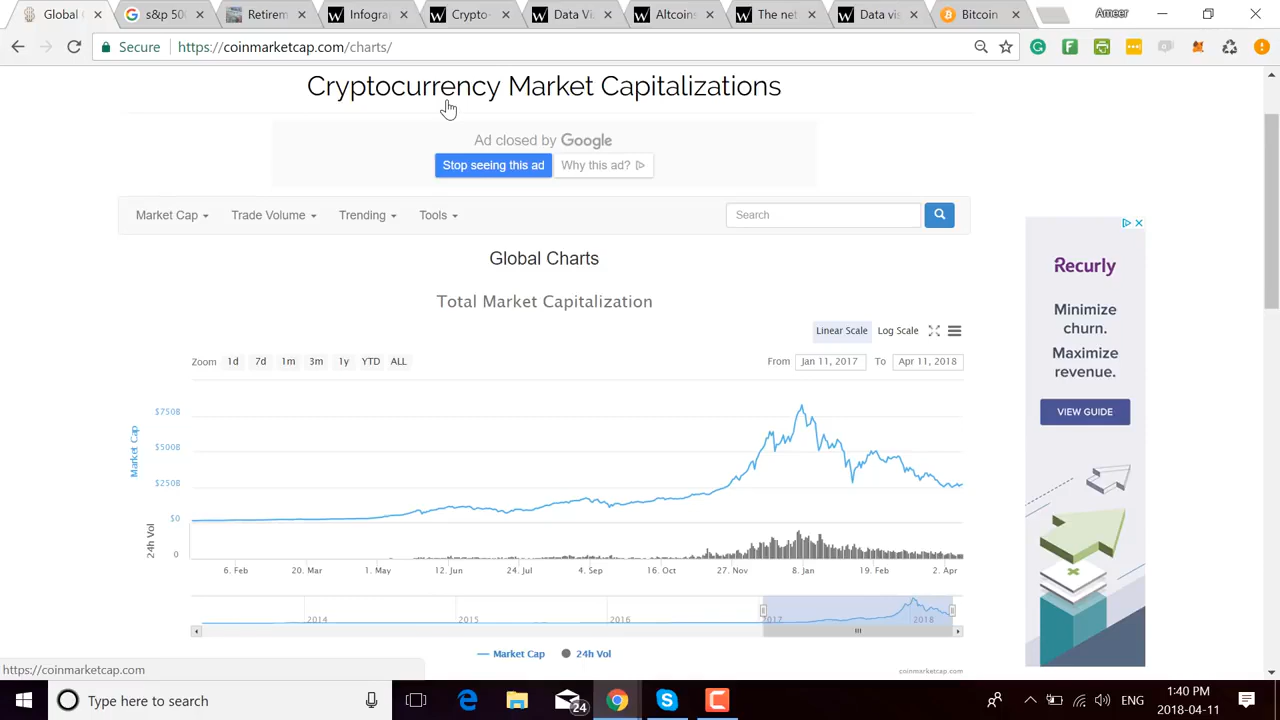 Global
s&p 50
Retirem
Infogra
Crypto-
Data Vi
Altcoins
The net
Data vis
Bitcoin
Ameer
Secure https://coinmarketcap.com/charts/
Cryptocurrency Market Capitalizations
Ad closed by Google
Stop seeing this ad Why this ad?
Market Cap Trade Volume Trending Tools Search
Global Charts
Total Market Capitalization
Linear Scale Log Scale
Zoom 1d 7d 1m 3m 1y YTD ALL From Jan 11, 2017 To Apr 11, 2018
$750B
$500B
$250B
$0
Market Cap
24h Vol
0
6. Feb 20. Mar 1. May 12. Jun 24. Jul 4. Sep 16. Oct 27. Nov 8. Jan 19. Feb 2. Apr
2014 2015 2016 2017 2018
Market Cap 24h Vol
coinmarketcap.com
Recurly
Minimize
churn.
Maximize
revenue.
VIEW GUIDE
https://coinmarketcap.com
Type here to search
24
ENG
1:40 PM
2018-04-11